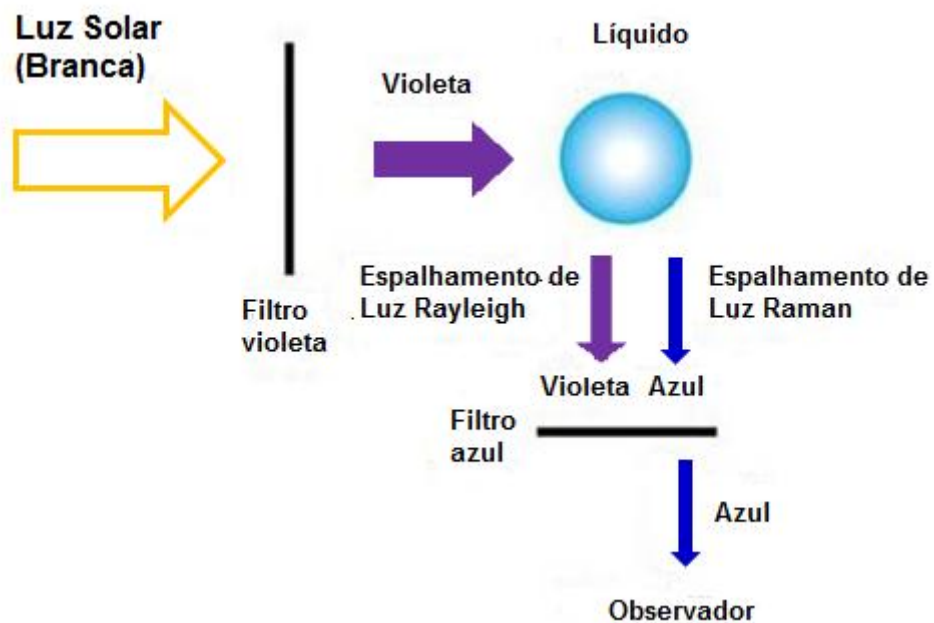 Luz Solar
(Branca)
Líquido
Violeta
Filtro
violeta
Espalhamento de
Luz Rayleigh
Espalhamento de
Luz Raman
Violeta
Azul
Filtro
azul
Azul
Observador